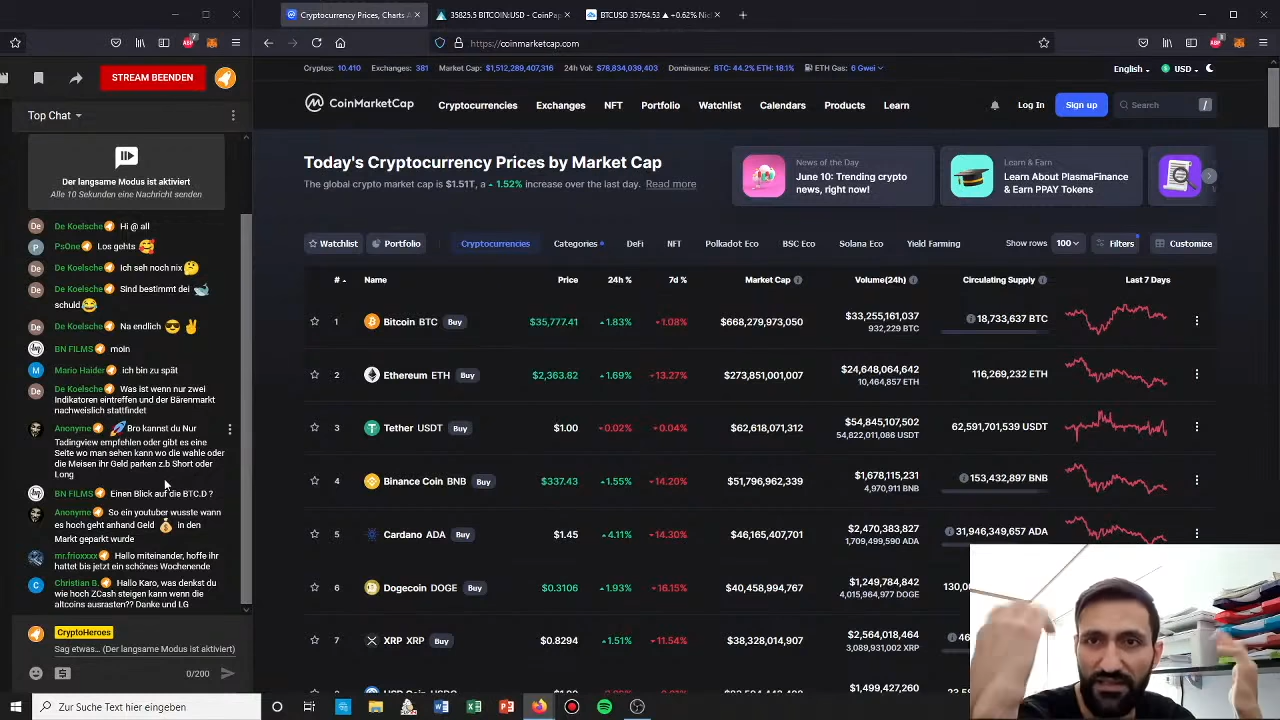 Cryptocurrency Prices, Charts A
35825.5 BITCOIN:USD - CoinPap
BTCUSD 35764.53 ▲ +0.62% Nic
https://coinmarketcap.com
STREAM BEENDEN
Cryptos: 10.410 Exchanges: 381 Market Cap: $1,512,289,407,316 24h Vol: $78,834,039,403 Dominance: BTC: 44.2% ETH: 18.1% ETH Gas: 6 Gwei
English USD
CoinMarketCap
Cryptocurrencies Exchanges NFT Portfolio Watchlist Calendars Products Learn
Log In Sign up Search /
Top Chat
Der langsame Modus ist aktiviert
Alle 10 Sekunden eine Nachricht senden
De Koelsche Hi @ all
PsOne Los gehts 🥰
De Koelsche Ich seh noch nix🤔
De Koelsche Sind bestimmt dei 🐋
schuld😂
De Koelsche Na endlich 😎 ✌
BN FILMS moin
Mario Haider ich bin zu spät
De Koelsche Was ist wenn nur zwei
Indikatoren eintreffen und der Bärenmarkt
nachweislich stattfindet
Anonyme 🚀Bro kannst du Nur
Tadingview empfehlen oder gibt es eine
Seite wo man sehen kann wo die wahle oder
die Meisen ihr Geld parken z.b Short oder
Long
BN FILMS Einen Blick auf die BTC.D ?
Anonyme So ein youtuber wusste wann
es hoch geht anhand Geld 💰 in den
Markt geparkt wurde
mr.frioxxxx Hallo miteinander, hoffe ihr
hattet bis jetzt ein schönes Wochenende
Christian B. Hallo Karo, was denkst du
wie hoch ZCash steigen kann wenn die
altcoins ausrasten?? Danke und LG
CryptoHeroes
Sag etwas... (Der langsame Modus ist aktiviert)
0/200
Today's Cryptocurrency Prices by Market Cap
The global crypto market cap is $1.51T, a 1.52% increase over the last day. Read more
News of the Day
June 10: Trending crypto
news, right now!
Learn & Earn
Learn About PlasmaFinance
& Earn PPAY Tokens
Watchlist Portfolio Cryptocurrencies Categories DeFi NFT Polkadot Eco BSC Eco Solana Eco Yield Farming Show rows 100 Filters Customize
# Name Price 24h % 7d % Market Cap Volume(24h) Circulating Supply Last 7 Days
1 Bitcoin BTC Buy $35,777.41 1.83% 1.08% $668,279,973,050 $33,255,161,037 18,733,637 BTC
932,229 BTC
2 Ethereum ETH Buy $2,363.82 1.69% 13.27% $273,851,001,007 $24,648,064,642 116,269,232 ETH
10,464,857 ETH
3 Tether USDT Buy $1.00 0.02% 0.04% $62,618,071,312 $54,845,107,502 62,591,701,539 USDT
54,822,011,086 USDT
4 Binance Coin BNB Buy $337.43 1.55% 14.20% $51,796,962,339 $1,678,115,231 153,432,897 BNB
4,970,911 BNB
5 Cardano ADA Buy $1.45 4.11% 14.30% $46,165,407,701 $2,470,383,827 31,946,349,657 ADA
1,709,499,590 ADA
6 Dogecoin DOGE Buy $0.3106 1.93% 16.15% $40,458,994,767 $1,249,784,842 130,0
4,015,964,977 DOGE
7 XRP XRP Buy $0.8294 1.51% 11.54% $38,328,014,907 $2,564,018,464 46
3,089,931,002 XRP
$1,499,427,260
Zur Suche Text hier eingeben